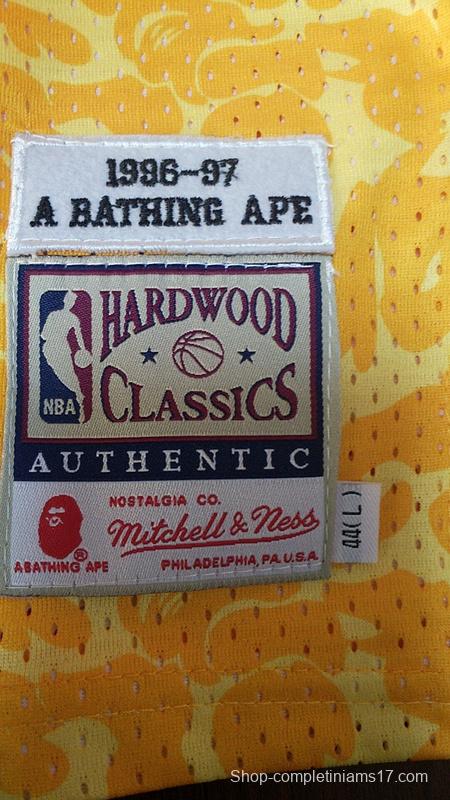 1996-97
A BATHING APE
HARDWOOD
CLASSICS
NBA
AUTHENTIC
NOSTALGIA CO.
Mitchell & Ness
®
A BATHING APE
PHILADELPHIA, PA. U.S.A.
44(L)
Shop-completiniams17.com